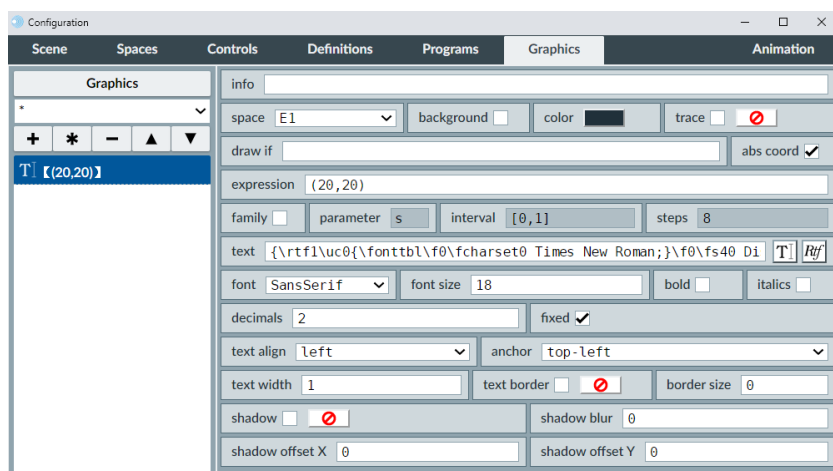 Configuration
Scene Spaces Controls Definitions Programs Graphics Animation
Graphics
*
+ * − ▲ ▼
T 【(20,20)】
info
space E1 background color trace
draw if abs coord
expression (20,20)
family parameter s interval [0,1] steps 8
text {\rtf1\uc0{\fonttbl\f0\fcharset0 Times New Roman;}\f0\fs40 Di T Rtf
font SansSerif font size 18 bold italics
decimals 2 fixed
text align left anchor top-left
text width 1 text border border size 0
shadow shadow blur 0
shadow offset X 0 shadow offset Y 0